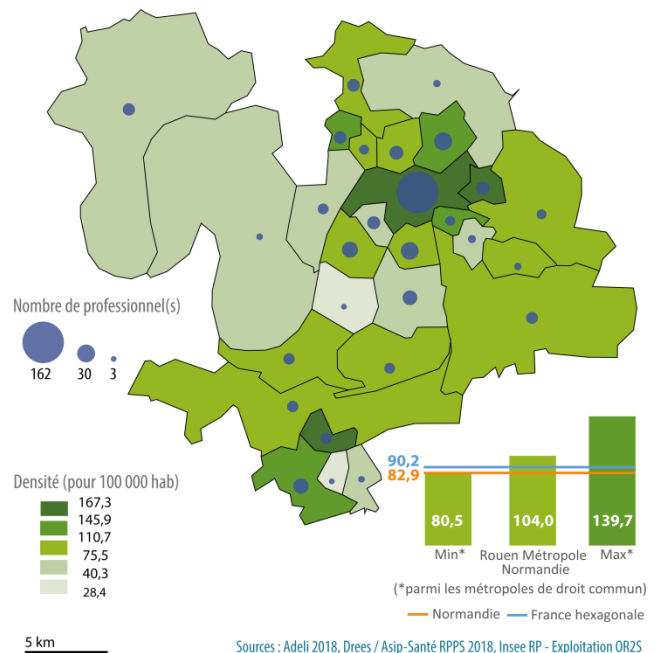 Nombre de professionnel(s)
162 30 3
Densité (pour 100 000 hab)
167,3
145,9
110,7
75,5
40,3
28,4
90,2
82,9
80,5 104,0 139,7
Min* Rouen Métropole Max*
Normandie
(*parmi les métropoles de droit commun)
Normandie France hexagonale
5 km
Sources : Adeli 2018, Drees / Asip-Santé RPPS 2018, Insee RP - Exploitation OR2S